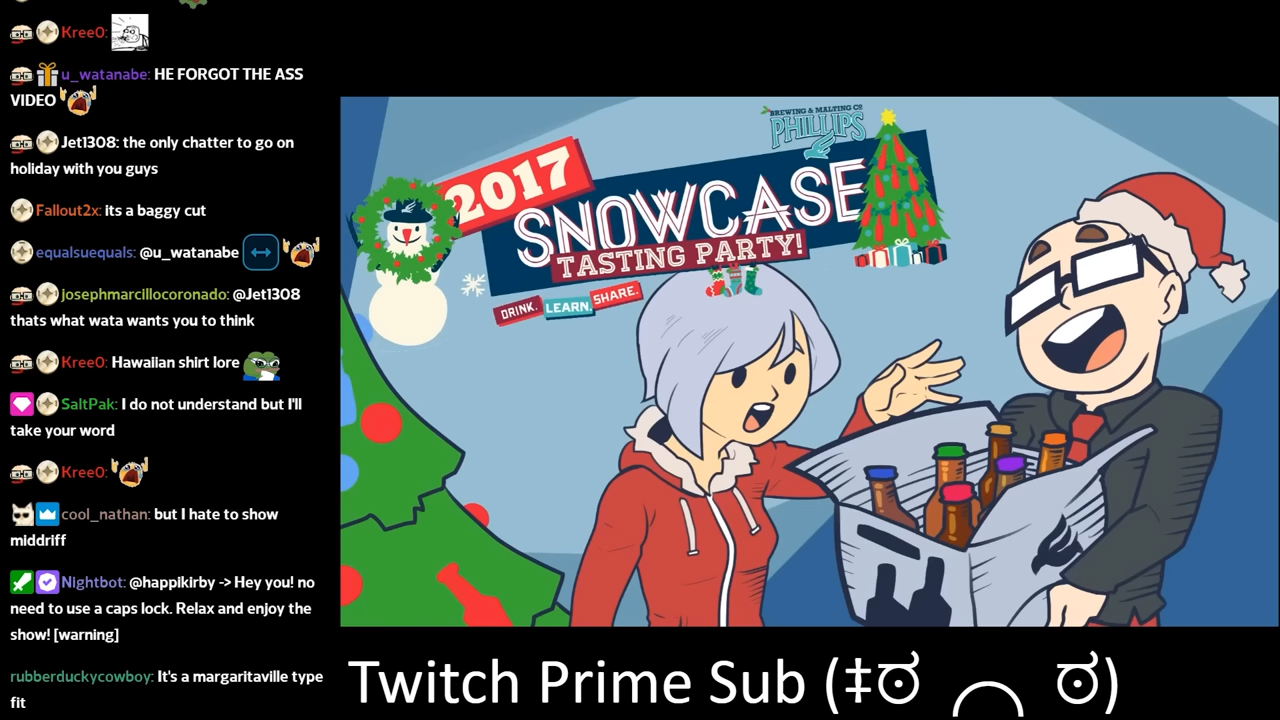 KreeO:
u_watanabe: HE FORGOT THE ASS
VIDEO
Jet1308: the only chatter to go on
holiday with you guys
Fallout2x: its a baggy cut
equalsuequals: @u_watanabe
josephmarcillocoronado: @Jet1308
thats what wata wants you to think
KreeO: Hawaiian shirt lore
SaltPak: I do not understand but I'll
take your word
KreeO:
cool_nathan: but I hate to show
middriff
Nightbot: @happikirby -> Hey you! no
need to use a caps lock. Relax and enjoy the
show! [warning]
rubberduckycowboy: It's a margaritaville type
fit
BREWING & MALTING CO
PHILLIPS
2017
SNOWCASE
TASTING PARTY!
DRINK. LEARN. SHARE.
Twitch Prime Sub (‡ಠ ︵ ಠ)